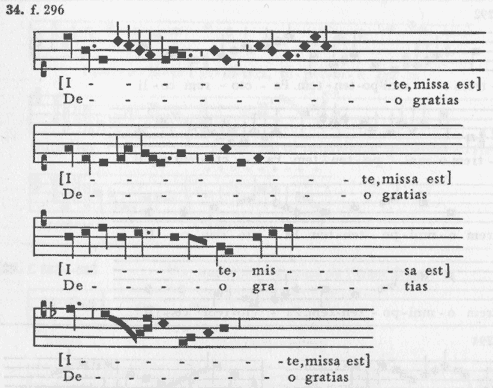 34. f. 296
[I - - - - - - - - - - -te,missa est]
De - - - - - - - - - - - -o gratias
[I - - - - - - - - - te,missa est]
De - - - - - - - - - o gratias
[I - - - - te, mis - - - - sa est]
De - - - - o gra - - - - tias
[I - - - - - - - -te,missa est]
De - - - - - - - - o gratias